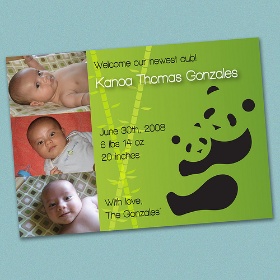 Welcome our newest cub!
Kanoa Thomas Gonzales
June 30th, 2008
6 lbs 14 oz
20 inches
With love,
The Gonzales'